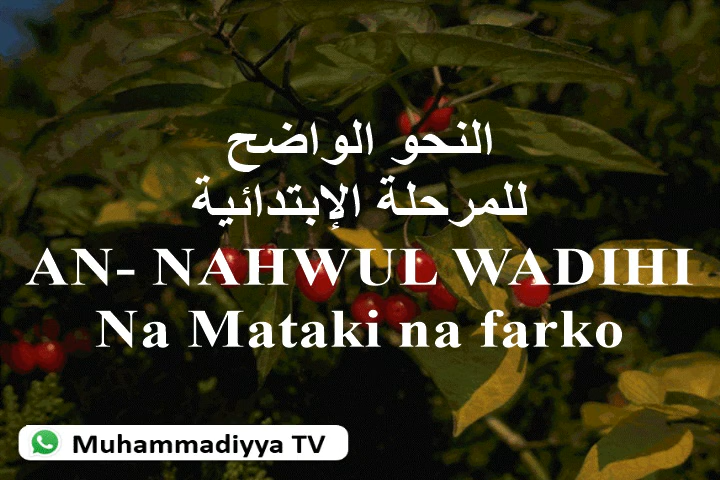 النحو الواضح
للمرحلة الإبتدائية
AN- NAHWUL WADIHI
Na Mataki na farko
Muhammadiyya TV